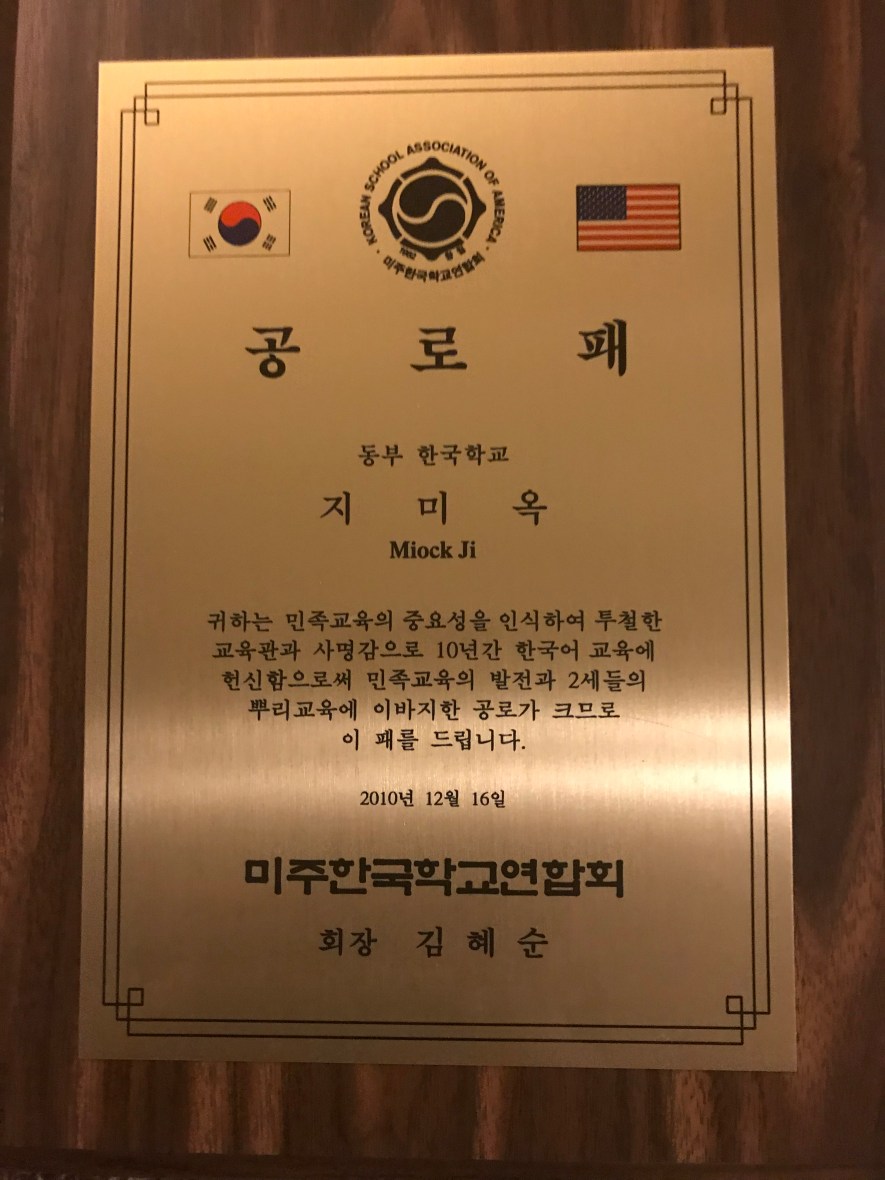 KOREAN SCHOOL ASSOCIATION OF AMERICA
1982 창립
미주한국학교연합회
공 로 패
동부 한국학교
지 미 옥
Miock Ji
귀하는 민족교육의 중요성을 인식하여 투철한
교육관과 사명감으로 10년간 한국어 교육에
헌신함으로써 민족교육의 발전과 2세들의
뿌리교육에 이바지한 공로가 크므로
이 패를 드립니다.
2010년 12월 16일
미주한국학교연합회
회장 김 혜 순